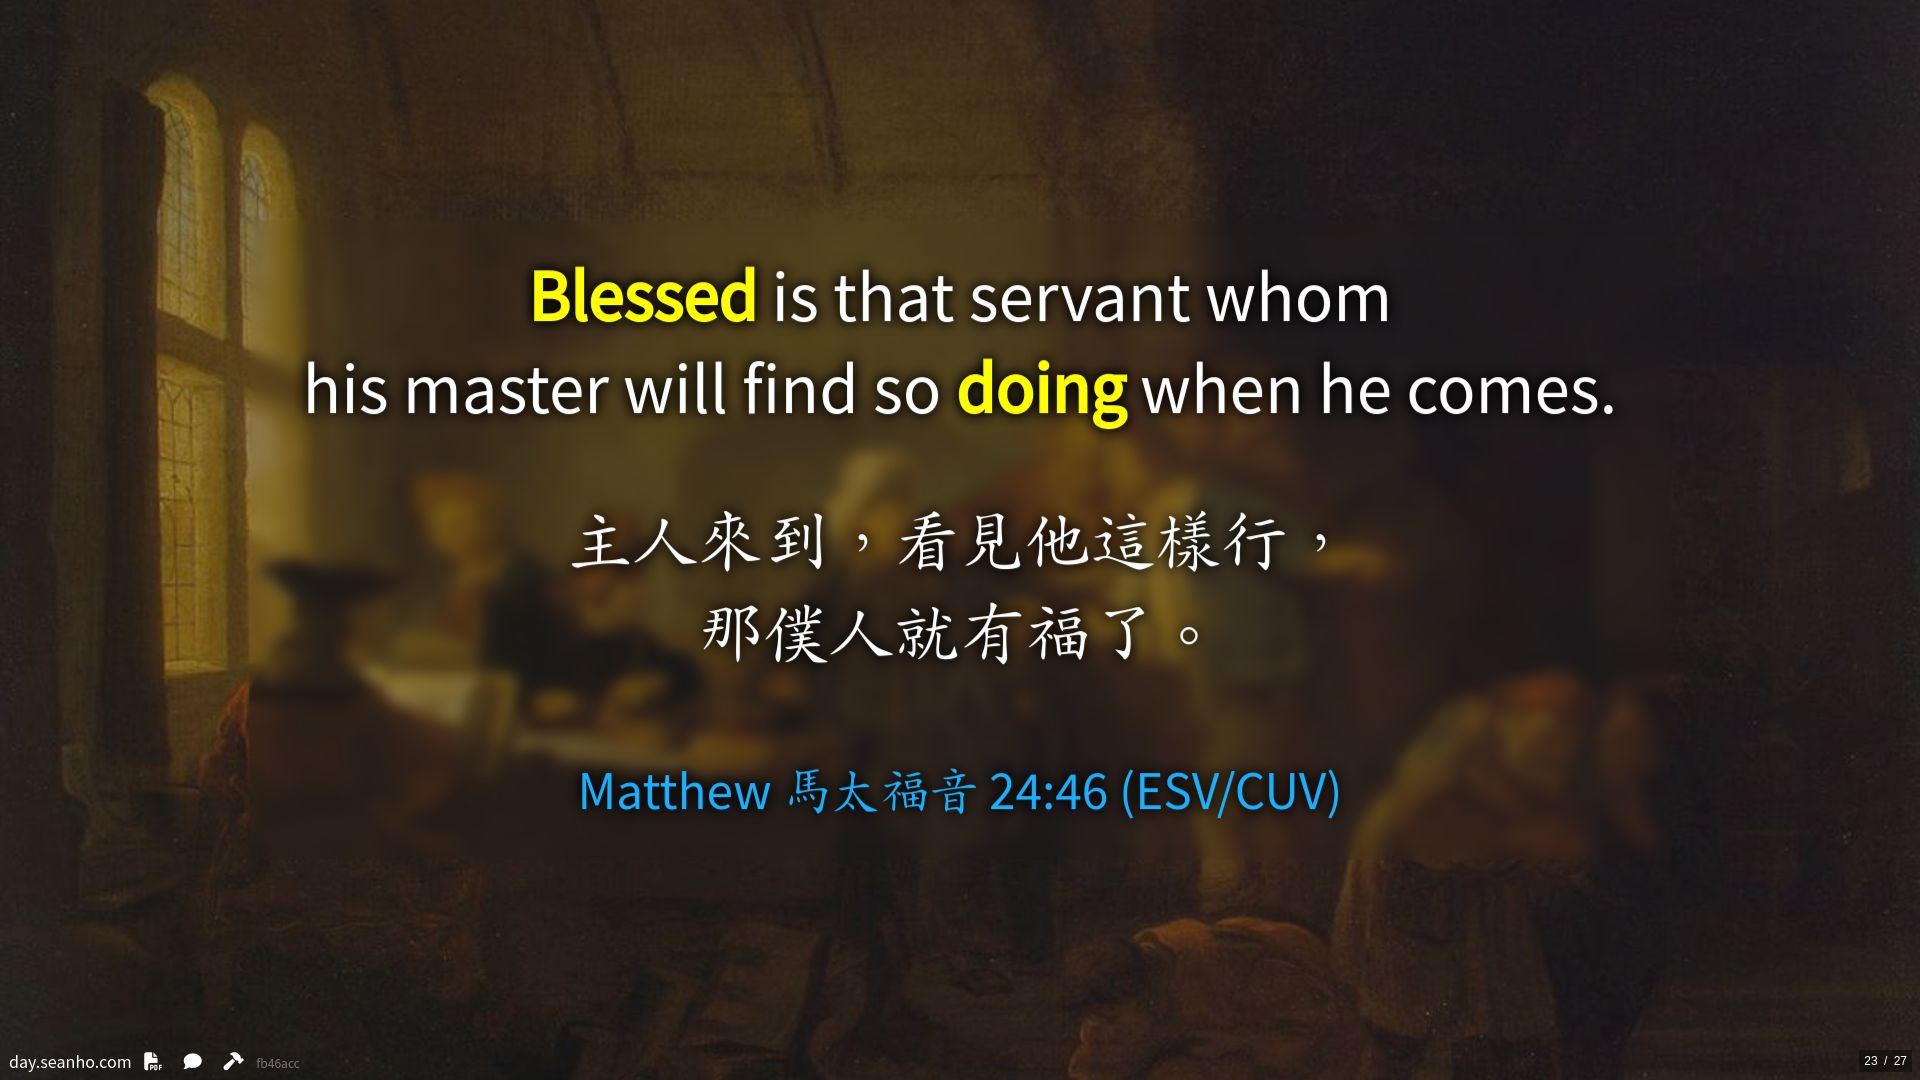 Blessed is that servant whom
his master will find so doing when he comes.
主人來到，看見他這樣行，
那僕人就有福了。
Matthew 馬太福音 24:46 (ESV/CUV)
day.seanho.com PDF fb46acc
23 / 27